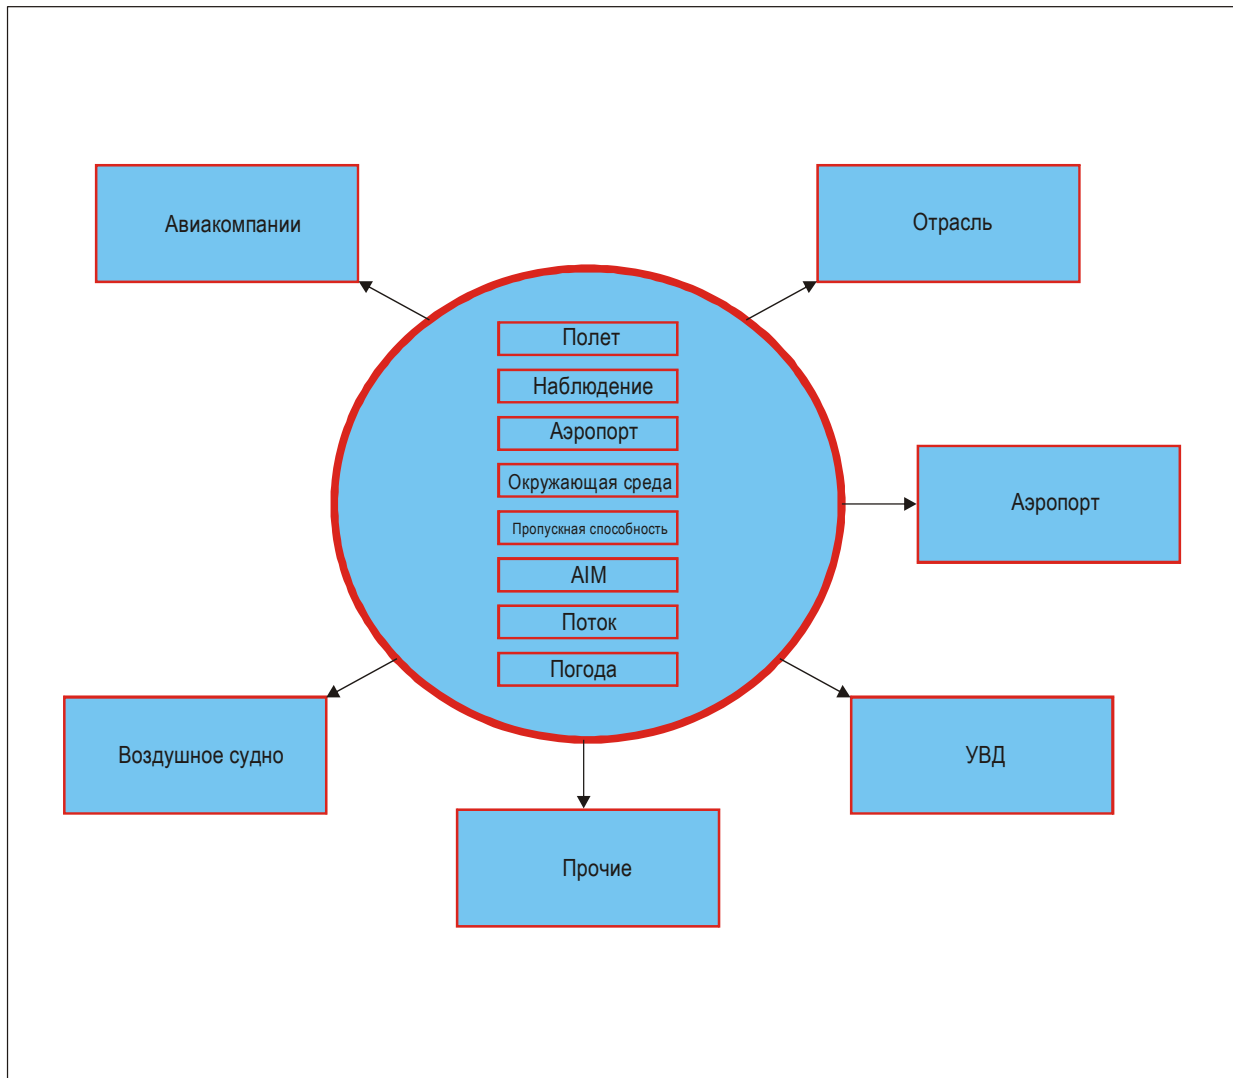 Авиакомпании
Отрасль
Полет
Наблюдение
Аэропорт
Окружающая среда
Пропускная способность
AIM
Поток
Погода
Аэропорт
Воздушное судно
УВД
Прочие